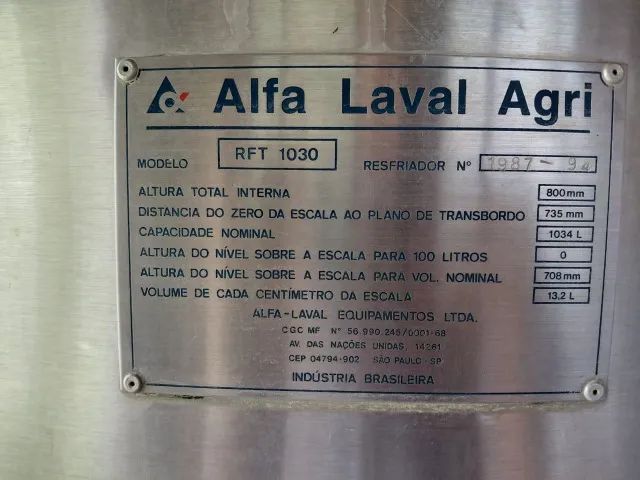 Alfa Laval Agri
MODELO RFT 1030 RESFRIADOR Nº 1987-94
ALTURA TOTAL INTERNA 800mm
DISTANCIA DO ZERO DA ESCALA AO PLANO DE TRANSBORDO 735 mm
CAPACIDADE NOMINAL 1034 L
ALTURA DO NÍVEL SOBRE A ESCALA PARA 100 LITROS 0
ALTURA DO NÍVEL SOBRE A ESCALA PARA VOL. NOMINAL 708mm
VOLUME DE CADA CENTÍMETRO DA ESCALA 13.2 L
ALFA-LAVAL EQUIPAMENTOS LTDA.
CGC MF Nº 56.990.245/0001-68
AV. DAS NAÇÕES UNIDAS, 14261
CEP 04794-902 SÃO PAULO-SP
INDÚSTRIA BRASILEIRA